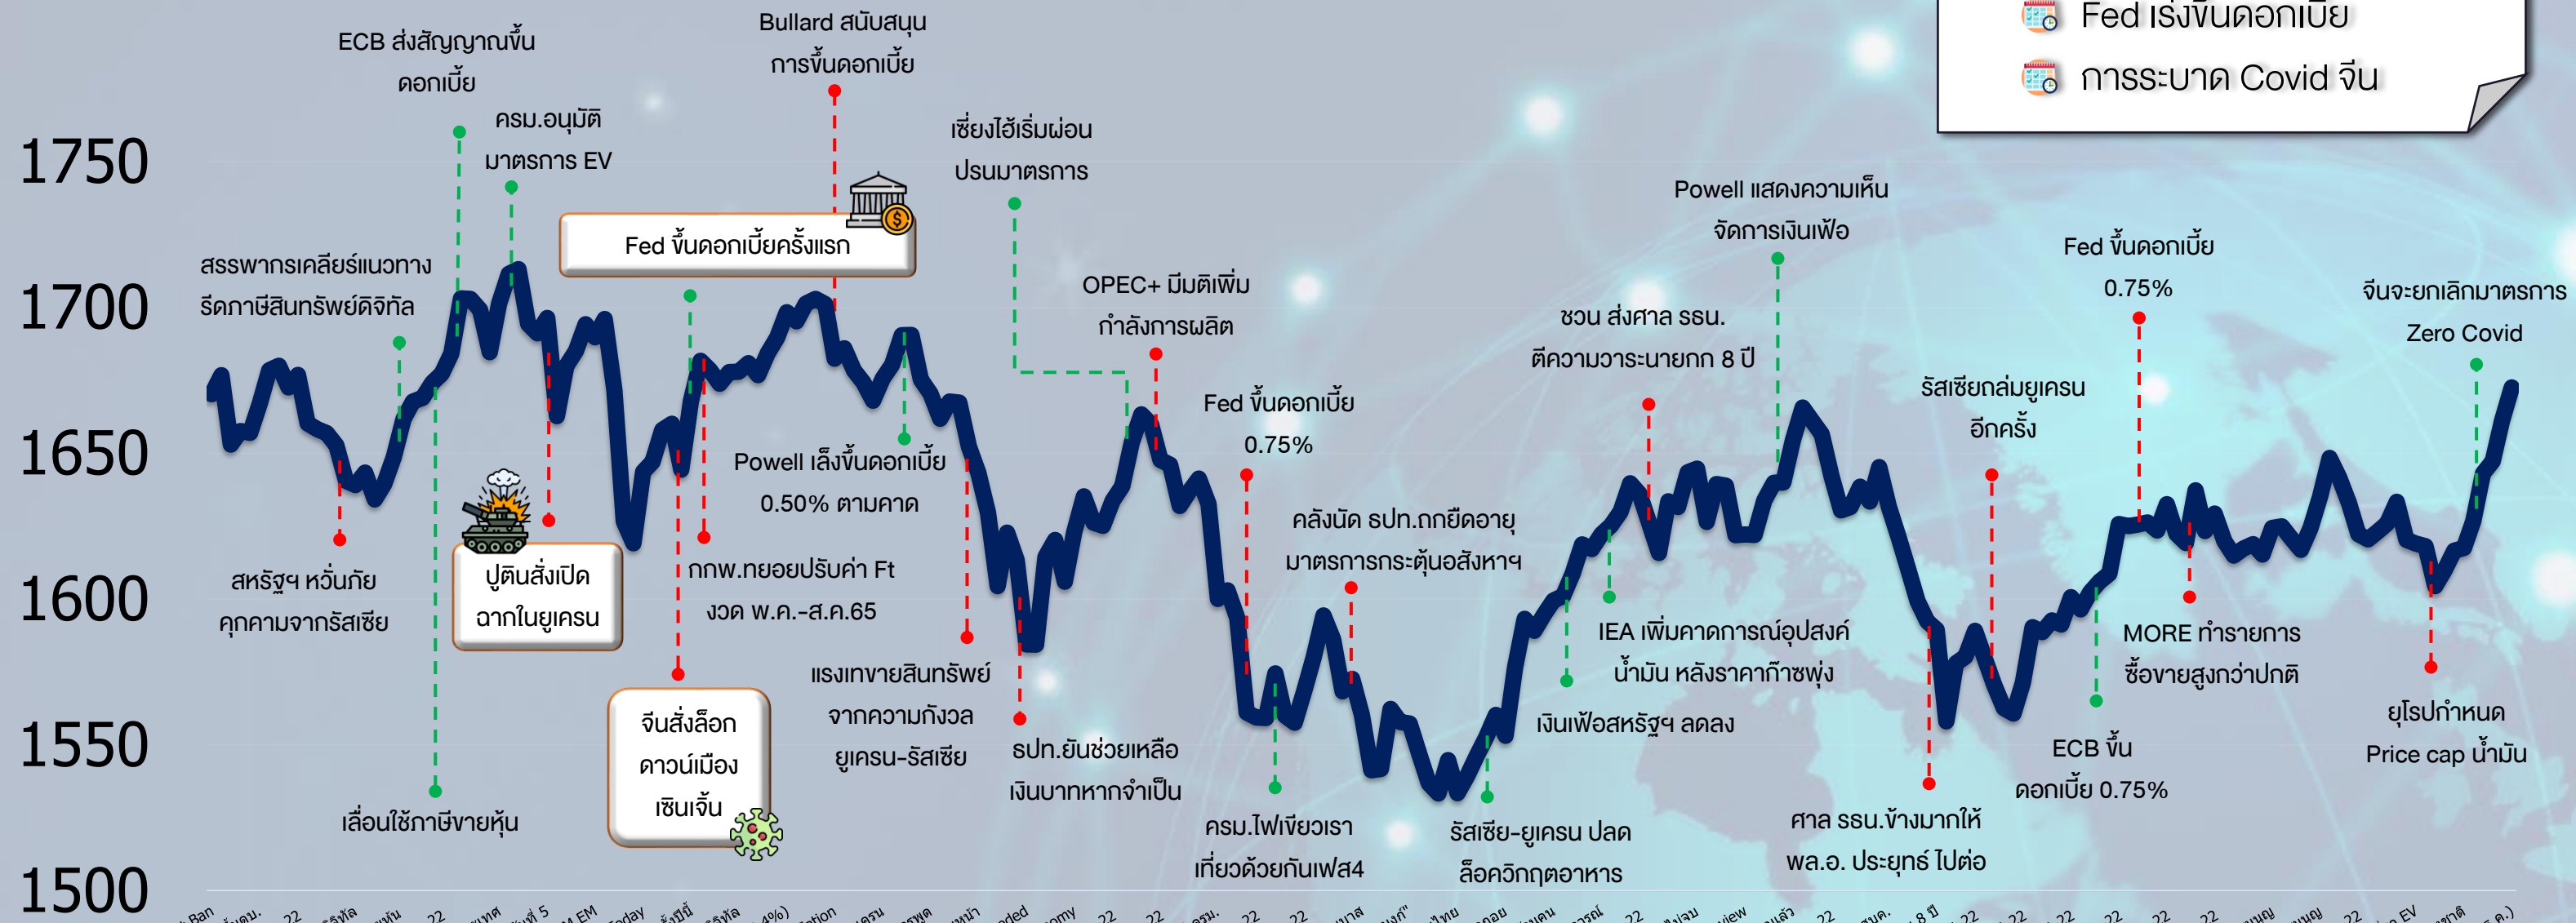 Fed เร่งขึ้นดอกเบี้ย
การระบาด Covid จีน
Bullard สนับสนุน
การขึ้นดอกเบี้ย
ECB ส่งสัญญาณขึ้น
ดอกเบี้ย
ครม.อนุมัติ
มาตรการ EV
เซี่ยงไฮ้เริ่มผ่อน
ปรนมาตรการ
1750
1700
1650
1600
1550
1500
Powell แสดงความเห็น
จัดการเงินเฟ้อ
Fed ขึ้นดอกเบี้ยครั้งแรก
สรรพากรเคลียร์แนวทาง
รีดภาษีสินทรัพย์ดิจิทัล
OPEC+ มีมติเพิ่ม
กำลังการผลิต
Fed ขึ้นดอกเบี้ย
0.75%
จีนจะยกเลิกมาตรการ
Zero Covid
ชวน ส่งศาล รธน.
ตีความวาระนายกก 8 ปี
รัสเซียถล่มยูเครน
อีกครั้ง
Fed ขึ้นดอกเบี้ย
0.75%
Powell เล็งขึ้นดอกเบี้ย
0.50% ตามคาด
คลังนัด ธปท.ถกยืดอายุ
มาตรการกระตุ้นอสังหาฯ
สหรัฐฯ หวั่นภัย
คุกคามจากรัสเซีย
ปูตินสั่งเปิด
ฉากในยูเครน
กกพ.ทยอยปรับค่า Ft
งวด พ.ค.-ส.ค.65
IEA เพิ่มคาดการณ์อุปสงค์
น้ำมัน หลังราคาก๊าซพุ่ง
MORE ทำรายการ
ซื้อขายสูงกว่าปกติ
แรงเทขายสินทรัพย์
จากความกังวล
ยูเครน-รัสเซีย
จีนสั่งล็อก
ดาวน์เมือง
เซินเจิ้น
เงินเฟ้อสหรัฐฯ ลดลง
ยุโรปกำหนด
Price cap น้ำมัน
ธปท.ยันช่วยเหลือ
เงินบาทหากจำเป็น
ECB ขึ้น
ดอกเบี้ย 0.75%
เลื่อนใช้ภาษีขายหุ้น
ครม.ไฟเขียวเรา
เที่ยวด้วยกันเฟส4
รัสเซีย-ยูเครน ปลด
ล็อควิกฤตอาหาร
ศาล รธน.ข้างมากให้
พล.อ. ประยุทธ์ ไปต่อ